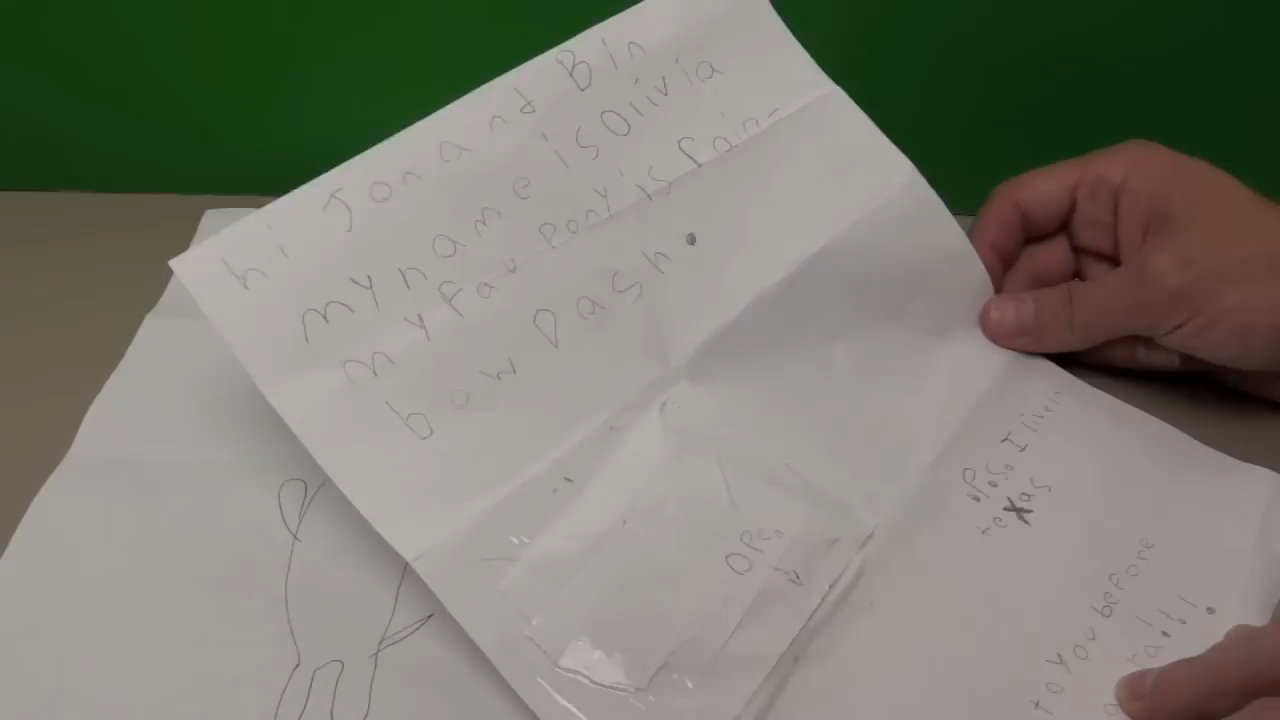 hi Jon and Bin
my name is Olivia
my fav pony is Rain-
bow Dash.
open
oPoSo I live in
texas
to you before